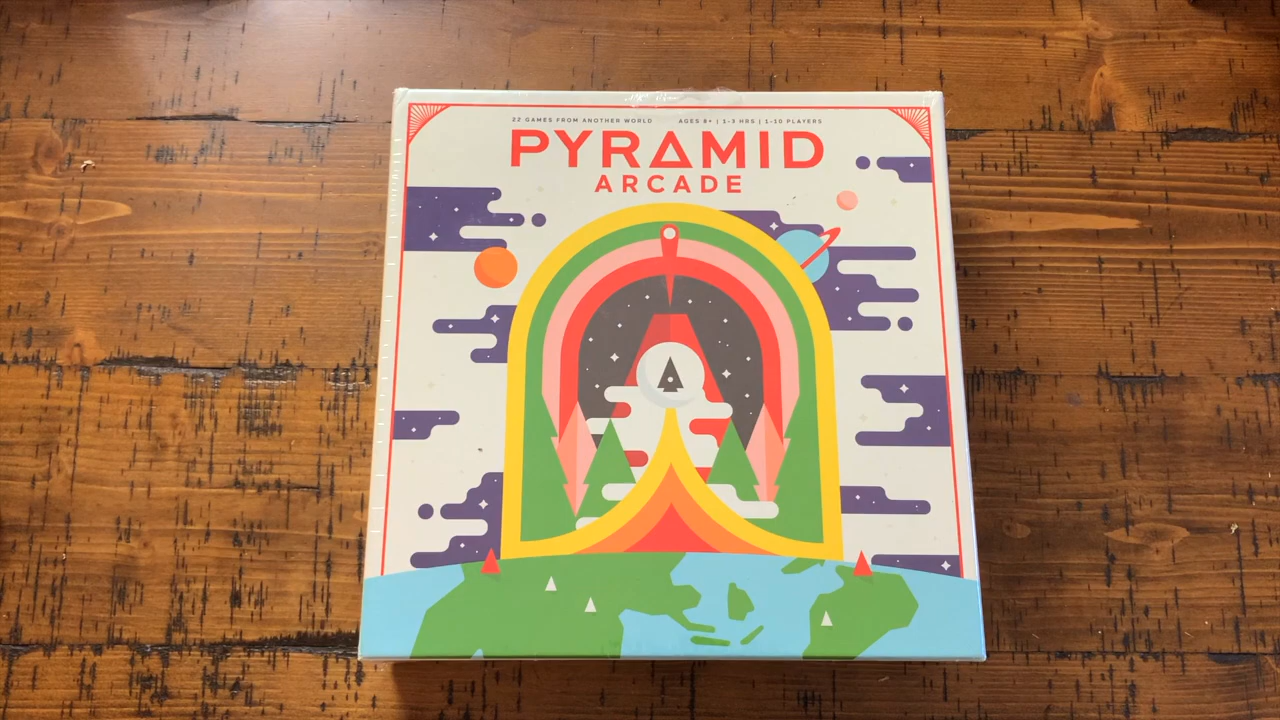 22 GAMES FROM ANOTHER WORLD AGES 8+ | 1-3 HRS | 1-10 PLAYERS
PYRAMID
ARCADE